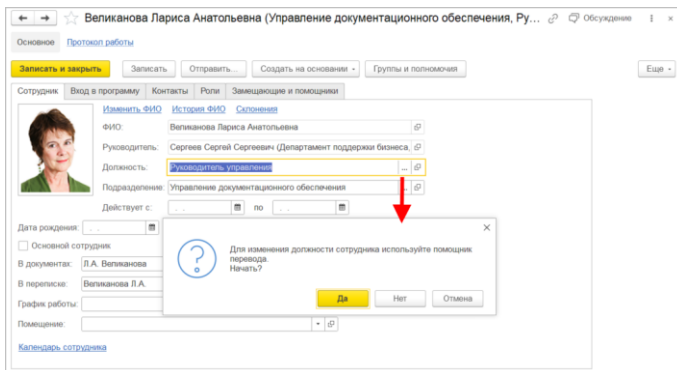 Великанова Лариса Анатольевна (Управление документационного обеспечения, Ру... Обсуждение
Основное Протокол работы
Записать и закрыть Записать Отправить... Создать на основании Группы и полномочия Еще
Сотрудник Вход в программу Контакты Роли Замещающие и помощники
Изменить ФИО История ФИО Склонения
ФИО: Великанова Лариса Анатольевна
Руководитель: Сергеев Сергей Сергеевич (Департамент поддержки бизнеса,
Должность: Руководитель управления ...
Подразделение: Управление документационного обеспечения ...
Действует с: . . по . .
Дата рождения: . .
Основной сотрудник
В документах: Л.А. Великанова
В переписке: Великанова Л.А.
График работы:
Помещение:
Календарь сотрудника
Для изменения должности сотрудника используйте помощник
перевода.
Начать?
Да Нет Отмена